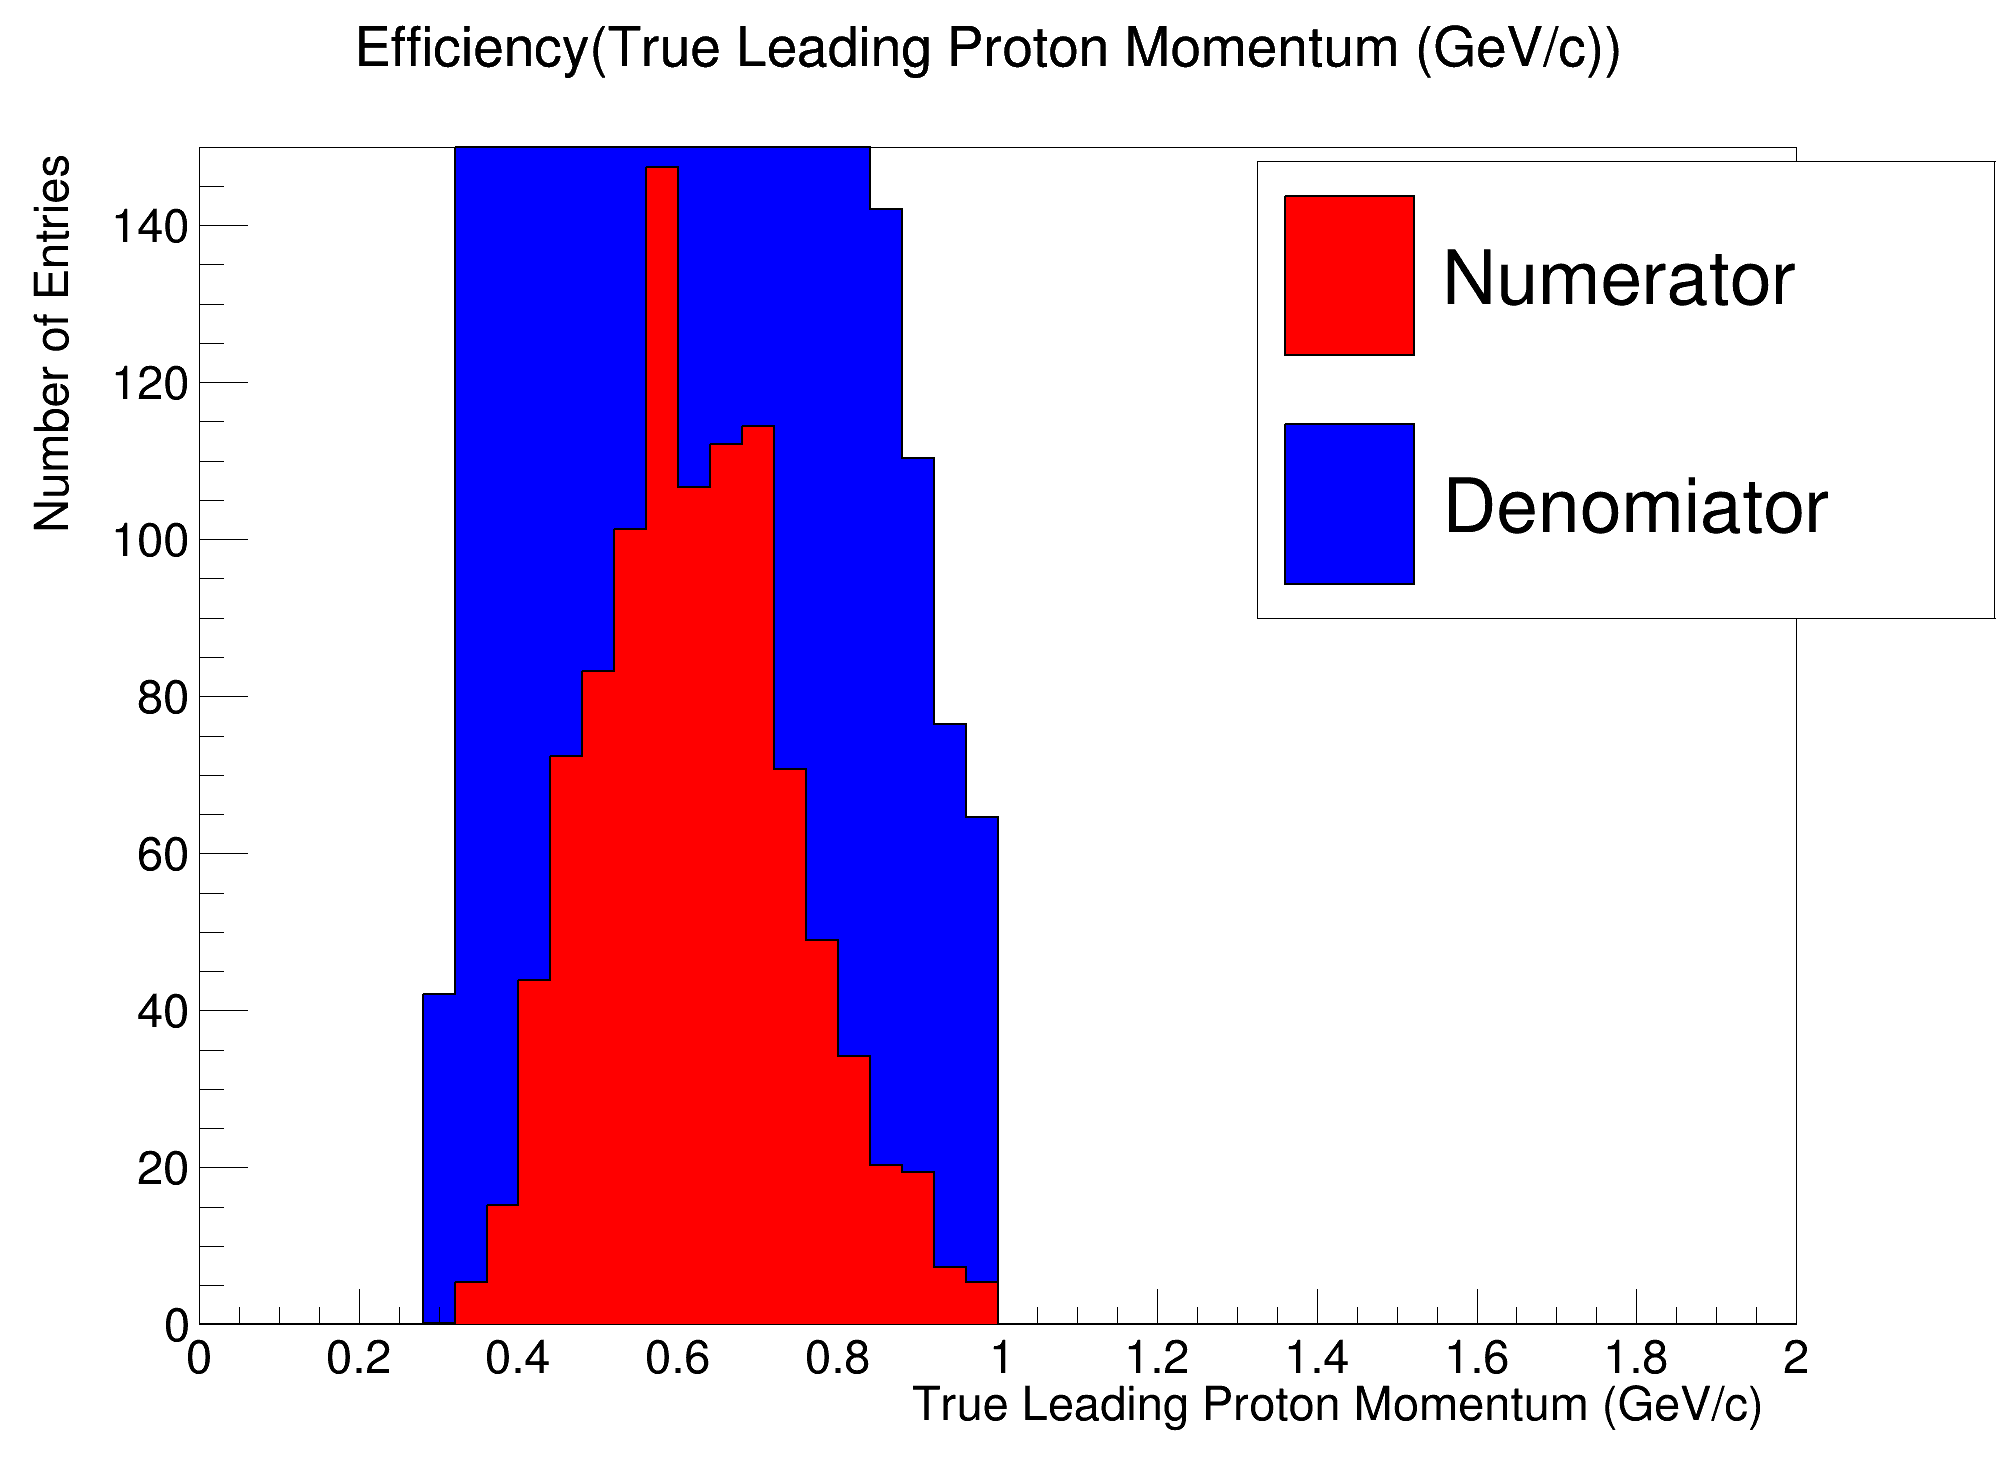 Efficiency(True Leading Proton Momentum (GeV/c))
Number of Entries
140
120
100
80
60
40
20
0
Numerator
Denomiator
0 0.2 0.4 0.6 0.8 1 1.2 1.4 1.6 1.8 2
True Leading Proton Momentum (GeV/c)